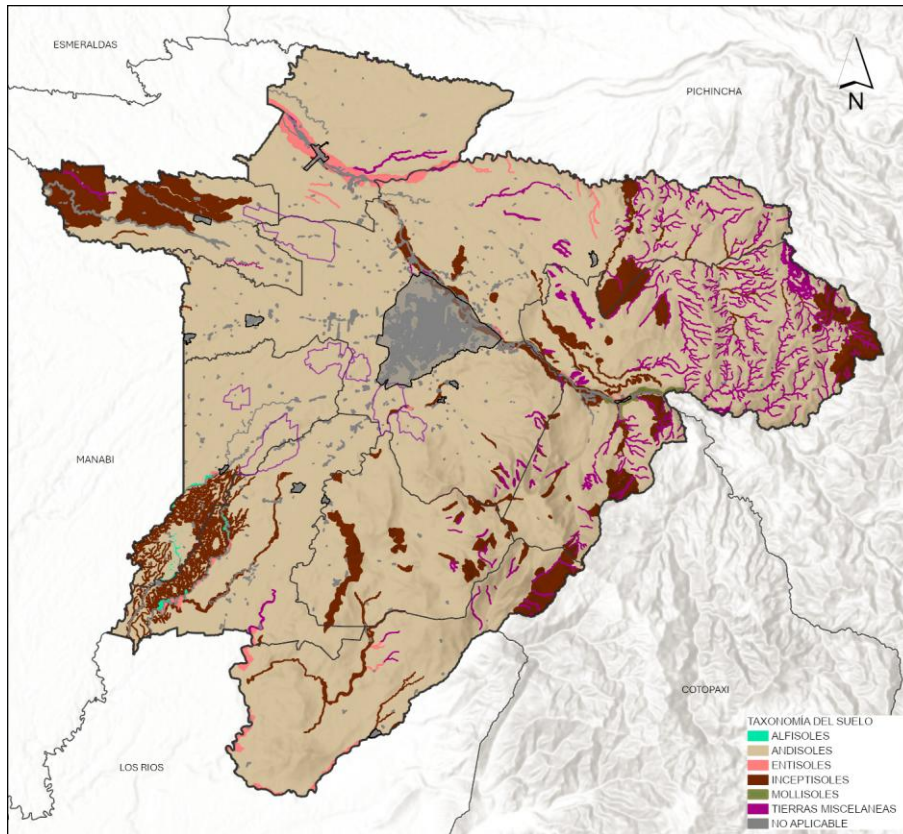 ESMERALDAS
PICHINCHA
N
MANABI
COTOPAXI
LOS RIOS
TAXONOMÍA DEL SUELO
ALFISOLES
ANDISOLES
ENTISOLES
INCEPTISOLES
MOLLISOLES
TIERRAS MISCELANEAS
NO APLICABLE